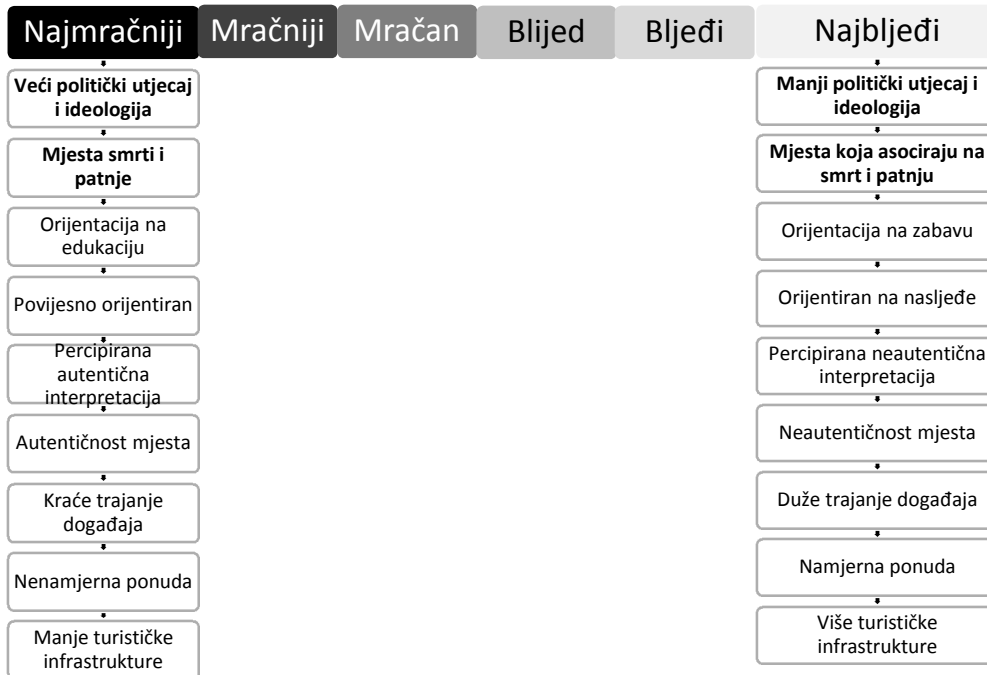 Najmračniji Mračniji Mračan Blijed Bljeđi Najbljeđi
Veći politički utjecaj
i ideologija
Mjesta smrti i
patnje
Orijentacija na
edukaciju
Povijesno orijentiran
Percipirana
autentična
interpretacija
Autentičnost mjesta
Kraće trajanje
događaja
Nenamjerna ponuda
Manje turističke
infrastrukture
Manji politički utjecaj i
ideologija
Mjesta koja asociraju na
smrt i patnju
Orijentacija na zabavu
Orijentiran na nasljeđe
Percipirana neautentična
interpretacija
Neautentičnost mjesta
Duže trajanje događaja
Namjerna ponuda
Više turističke
infrastrukture